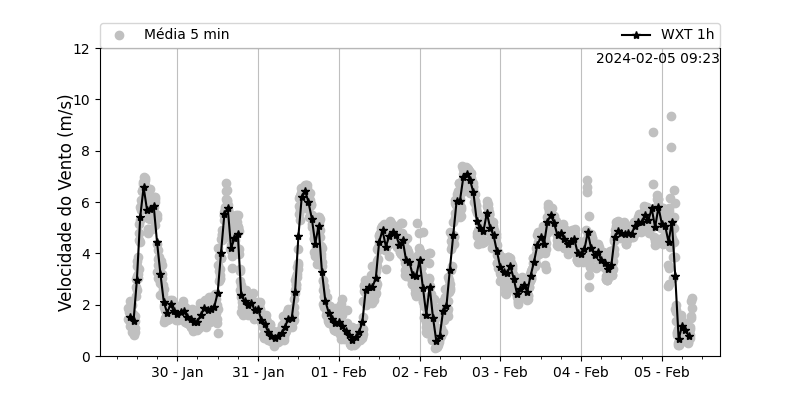 Média 5 min
WXT 1h
2024-02-05 09:23
Velocidade do Vento (m/s)
12
10
8
6
4
2
0
30 - Jan
31 - Jan
01 - Feb
02 - Feb
03 - Feb
04 - Feb
05 - Feb